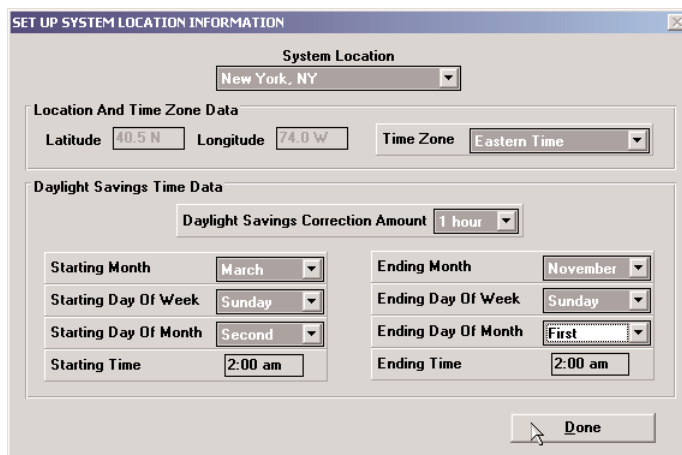 SET UP SYSTEM LOCATION INFORMATION
System Location
New York, NY
Location And Time Zone Data
Latitude 40.5 N Longitude 74.0 W Time Zone Eastern Time
Daylight Savings Time Data
Daylight Savings Correction Amount 1 hour
Starting Month March Ending Month November
Starting Day Of Week Sunday Ending Day Of Week Sunday
Starting Day Of Month Second Ending Day Of Month First
Starting Time 2:00 am Ending Time 2:00 am
Done